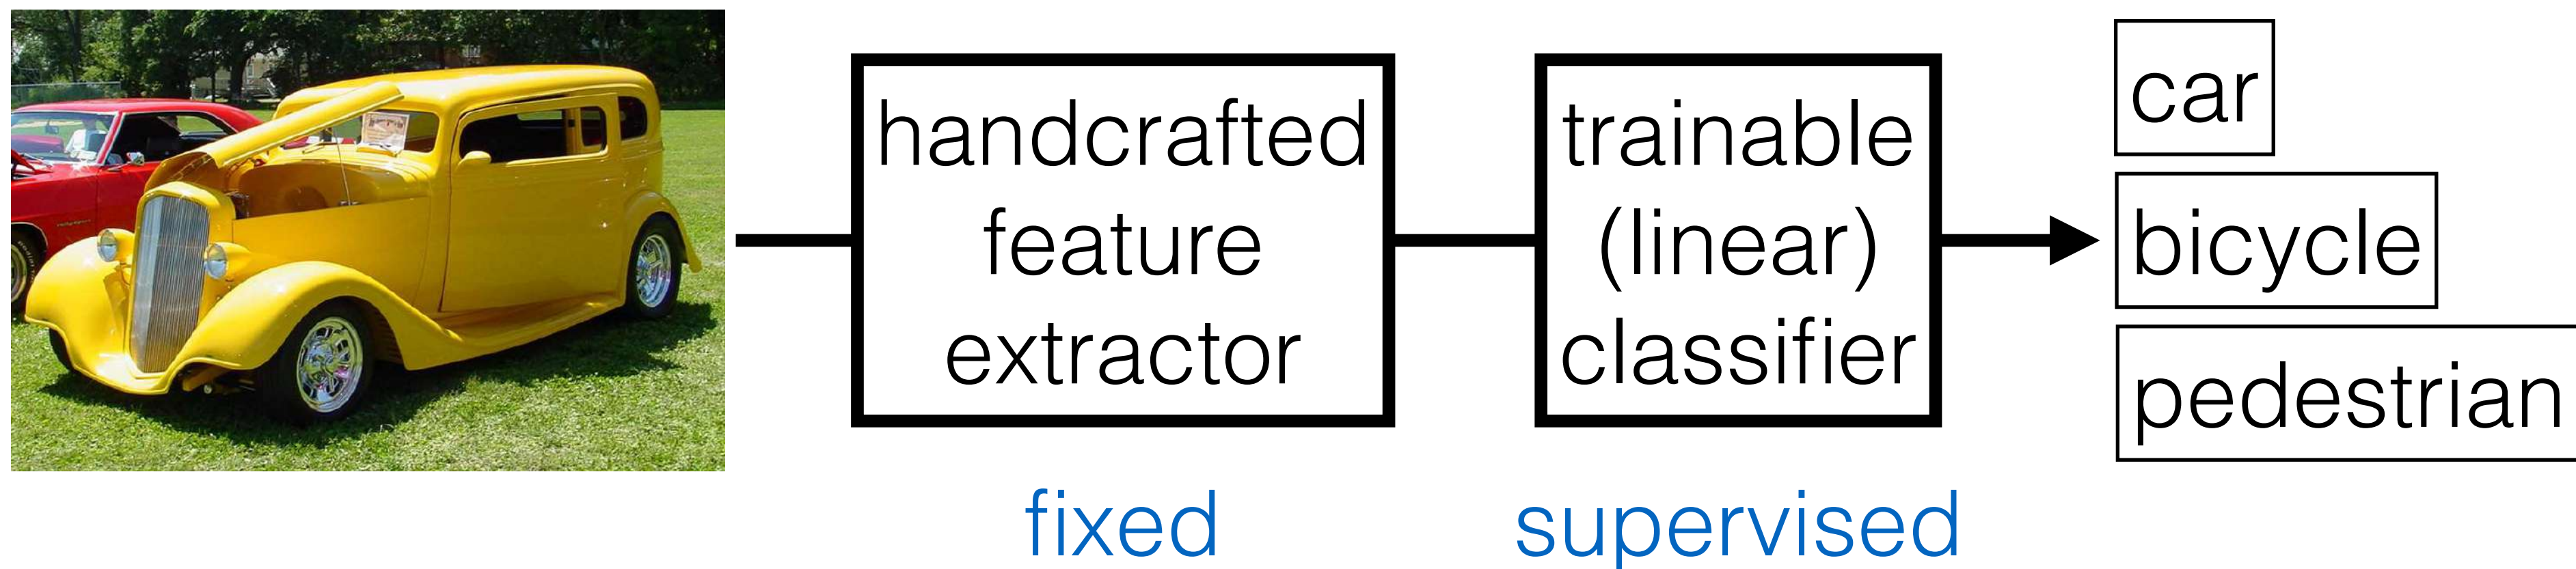 handcrafted
feature
extractor
trainable
(linear)
classifier
car
bicycle
pedestrian
fixed
supervised